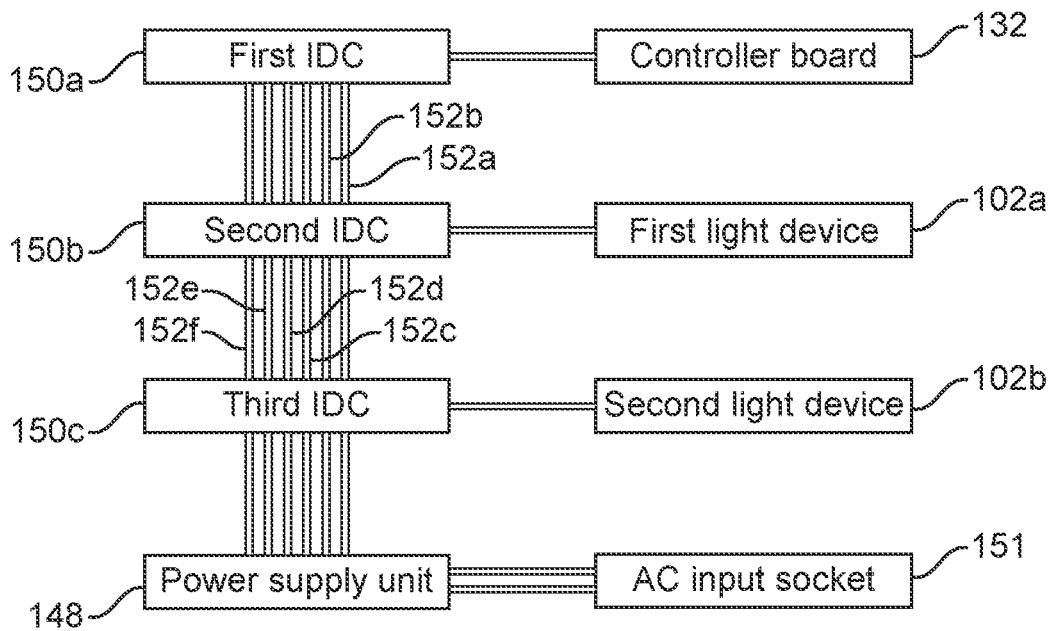 132
First IDC
Controller board
150a
152b
152a
102a
Second IDC
First light device
150b
152e
152d
152f
152c
102b
Third IDC
Second light device
150c
151
Power supply unit
AC input socket
148